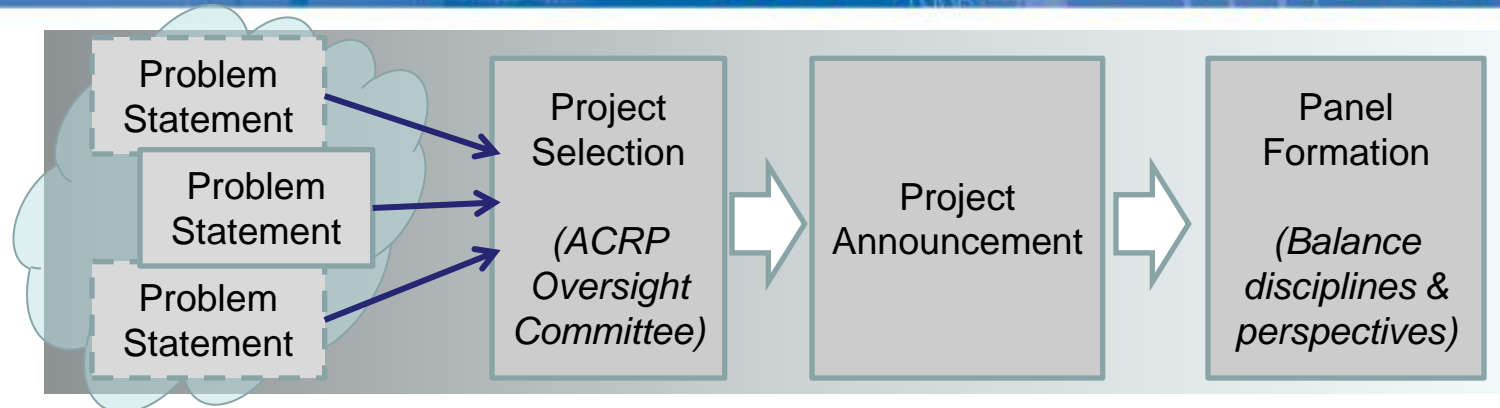 Problem
Statement
Problem
Statement
Problem
Statement
Project
Selection
(ACRP
Oversight
Committee)
Project
Announcement
Panel
Formation
(Balance
disciplines &
perspectives)